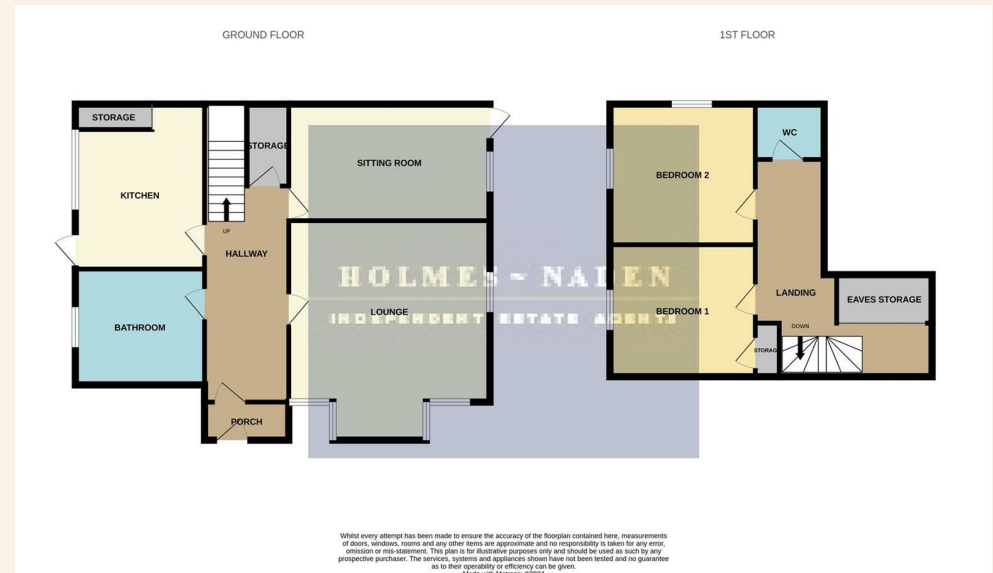 GROUND FLOOR
1ST FLOOR
STORAGE
STORAGE
SITTING ROOM
KITCHEN
UP
HALLWAY
LOUNGE
BATHROOM
PORCH
WC
BEDROOM 2
LANDING
EAVES STORAGE
BEDROOM 1
DOWN
STORAGE
HOLMES - NADEN
INDEPENDENT ESTATE AGENTS
Whilst every attempt has been made to ensure the accuracy of the floorplan contained here, measurements
of doors, windows, rooms and any other items are approximate and no responsibility is taken for any error,
omission or mis-statement. This plan is for illustrative purposes only and should be used as such by any
prospective purchaser. The services, systems and appliances shown have not been tested and no guarantee
as to their operability or efficiency can be given.
Made with Metropix ©2024